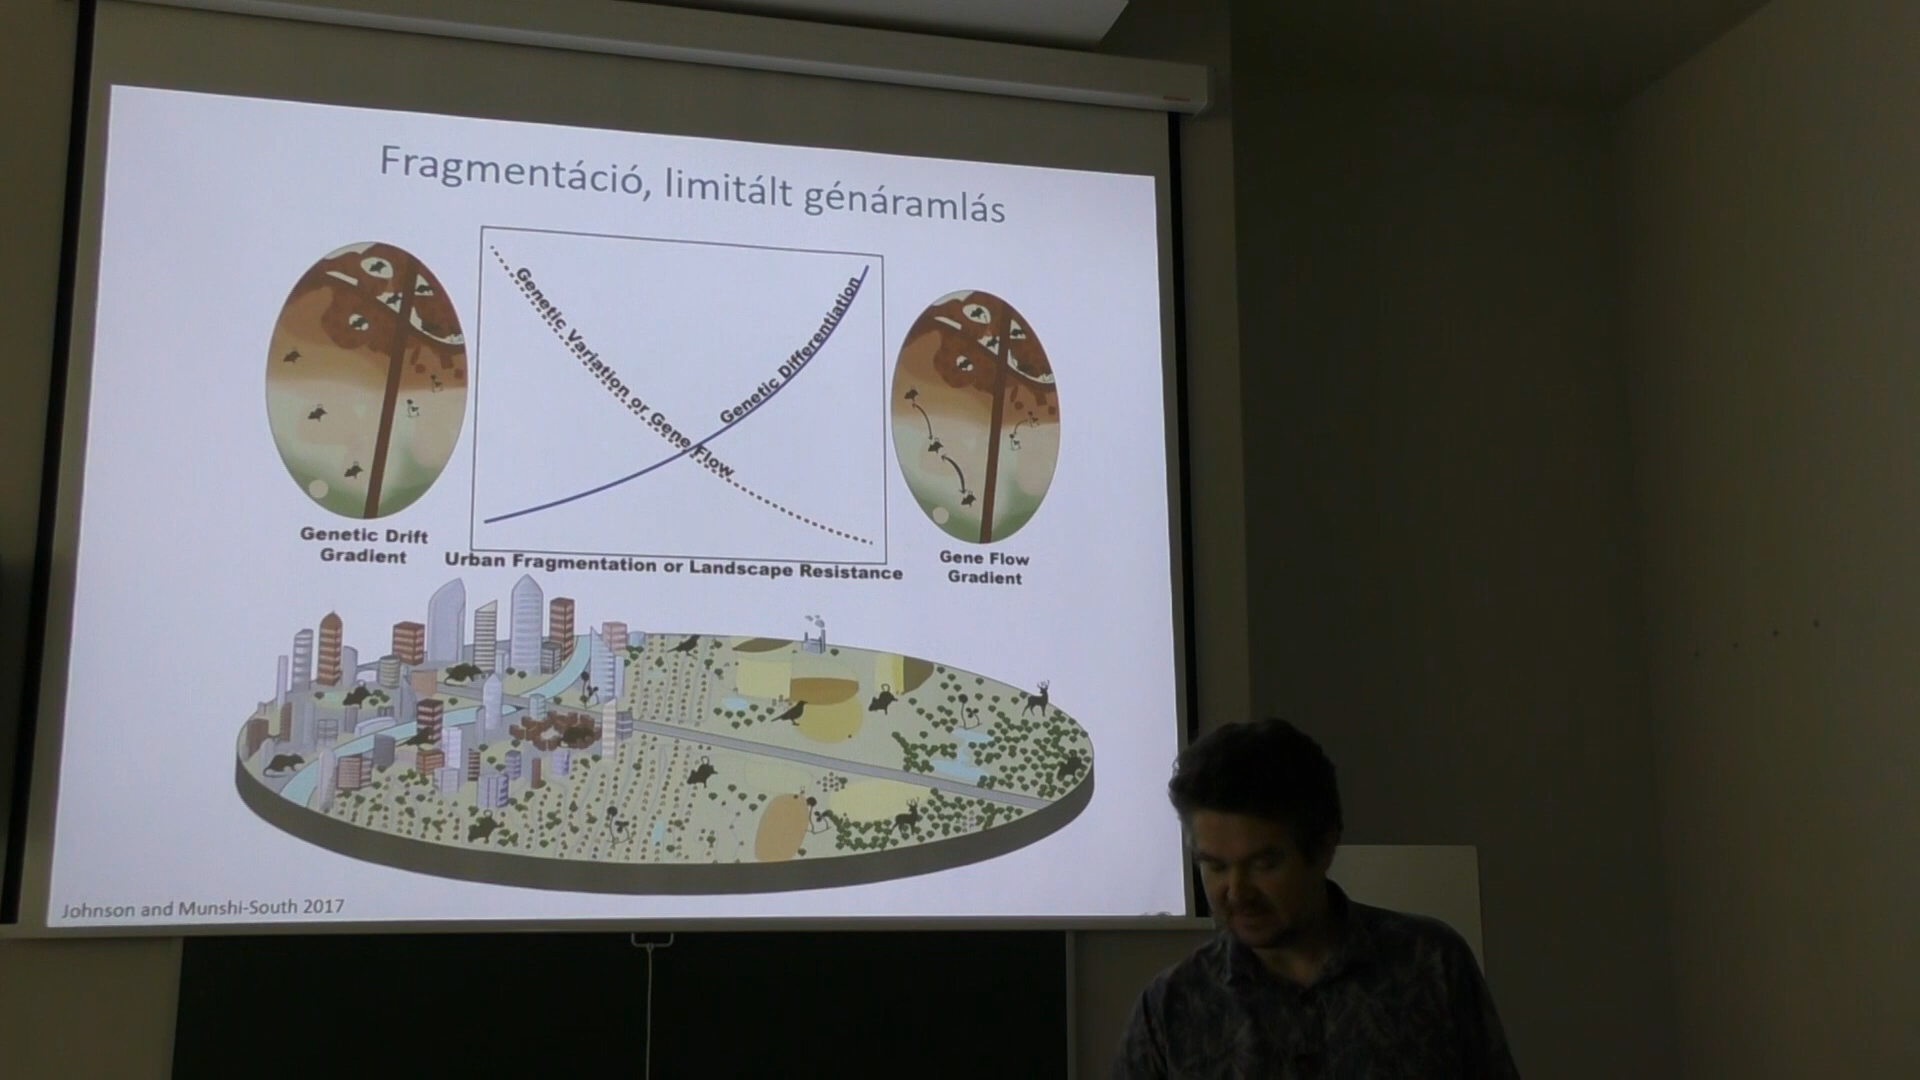 Fragmentáció, limitált génáramlás
Genetic Variation or Gene Flow
Genetic Differentiation
Genetic Drift
Gradient
Urban Fragmentation or Landscape Resistance
Gene Flow
Gradient
Johnson and Munshi-South 2017